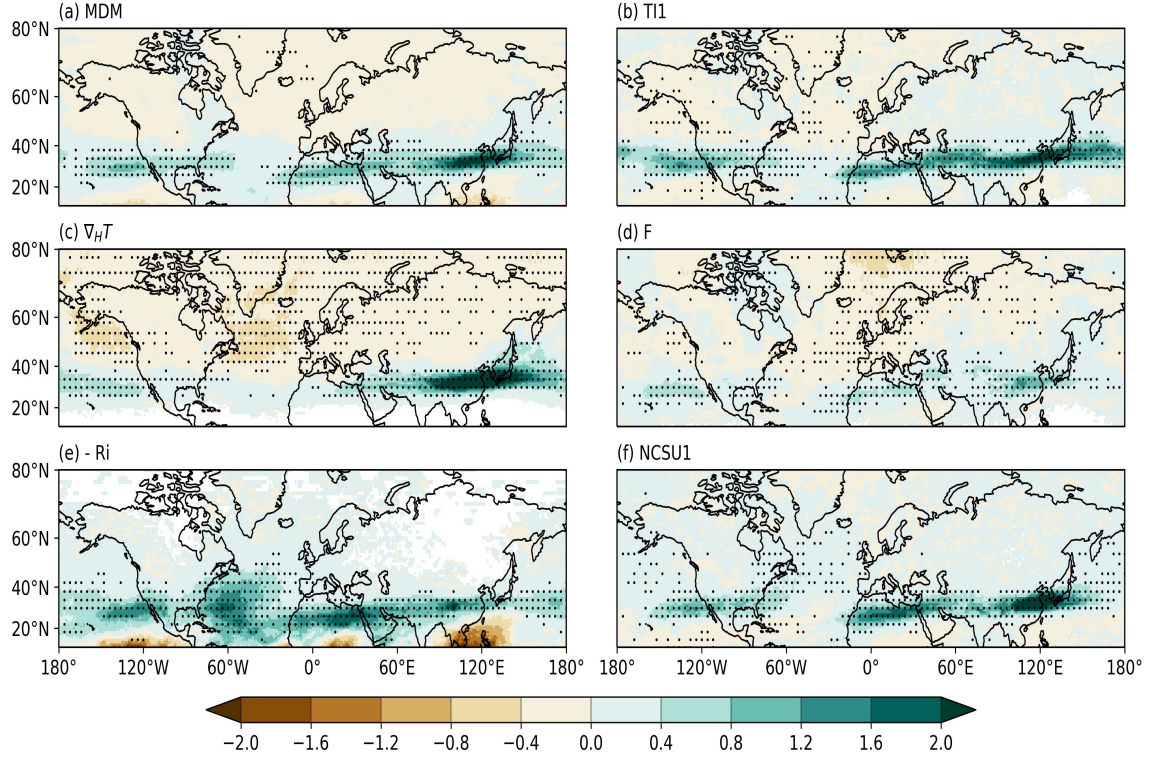 (a) MDM
(b) TI1
80°N
60°N
40°N
20°N
(c) ∇HT
(d) F
80°N
60°N
40°N
20°N
(e) - Ri
(f) NCSU1
80°N
60°N
40°N
20°N
180° 120°W 60°W 0° 60°E 120°E 180°
180° 120°W 60°W 0° 60°E 120°E 180°
−2.0 −1.6 −1.2 −0.8 −0.4 0.0 0.4 0.8 1.2 1.6 2.0